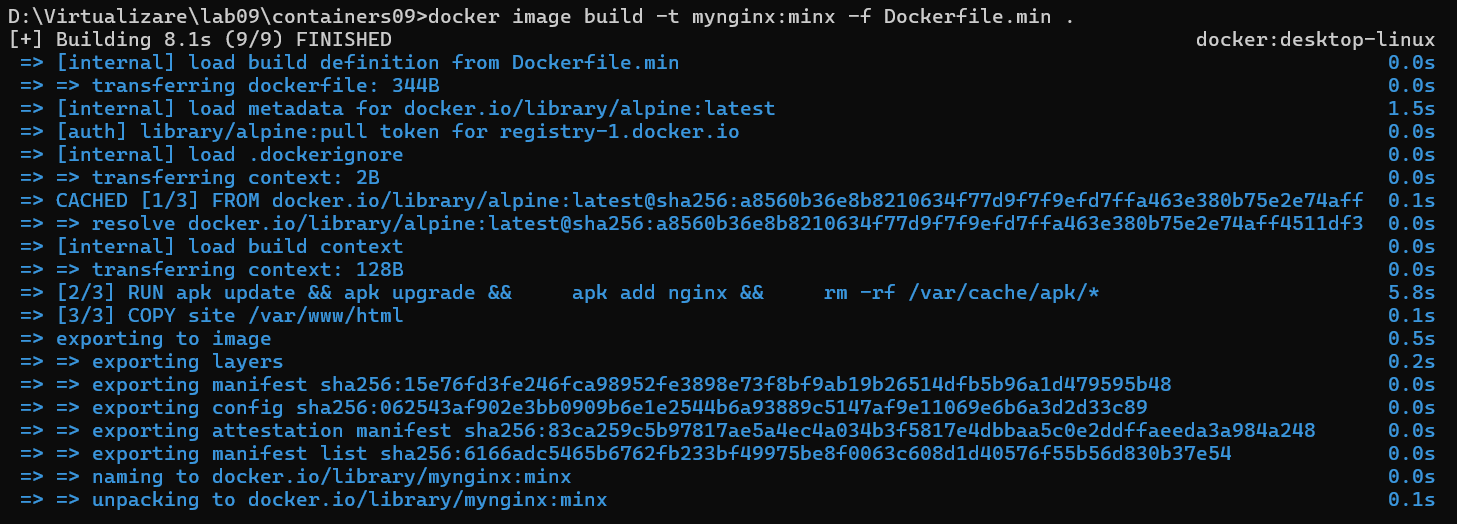 D:\Virtualizare\lab09\containers09>docker image build -t mynginx:minx -f Dockerfile.min .
[+] Building 8.1s (9/9) FINISHED docker:desktop-linux
=> [internal] load build definition from Dockerfile.min 0.0s
=> => transferring dockerfile: 344B 0.0s
=> [internal] load metadata for docker.io/library/alpine:latest 1.5s
=> [auth] library/alpine:pull token for registry-1.docker.io 0.0s
=> [internal] load .dockerignore 0.0s
=> => transferring context: 2B 0.0s
=> CACHED [1/3] FROM docker.io/library/alpine:latest@sha256:a8560b36e8b8210634f77d9f7f9efd7ffa463e380b75e2e74aff 0.1s
=> => resolve docker.io/library/alpine:latest@sha256:a8560b36e8b8210634f77d9f7f9efd7ffa463e380b75e2e74aff4511df3 0.0s
=> [internal] load build context 0.0s
=> => transferring context: 128B 0.0s
=> [2/3] RUN apk update && apk upgrade &&     apk add nginx &&     rm -rf /var/cache/apk/* 5.8s
=> [3/3] COPY site /var/www/html 0.1s
=> exporting to image 0.5s
=> => exporting layers 0.2s
=> => exporting manifest sha256:15e76fd3fe246fca98952fe3898e73f8bf9ab19b26514dfb5b96a1d479595b48 0.0s
=> => exporting config sha256:062543af902e3bb0909b6e1e2544b6a93889c5147af9e11069e6b6a3d2d33c89 0.0s
=> => exporting attestation manifest sha256:83ca259c5b97817ae5a4ec4a034b3f5817e4dbbaa5c0e2ddffaeeda3a984a248 0.0s
=> => exporting manifest list sha256:6166adc5465b6762fb233bf49975be8f0063c608d1d40576f55b56d830b37e54 0.0s
=> => naming to docker.io/library/mynginx:minx 0.0s
=> => unpacking to docker.io/library/mynginx:minx 0.1s